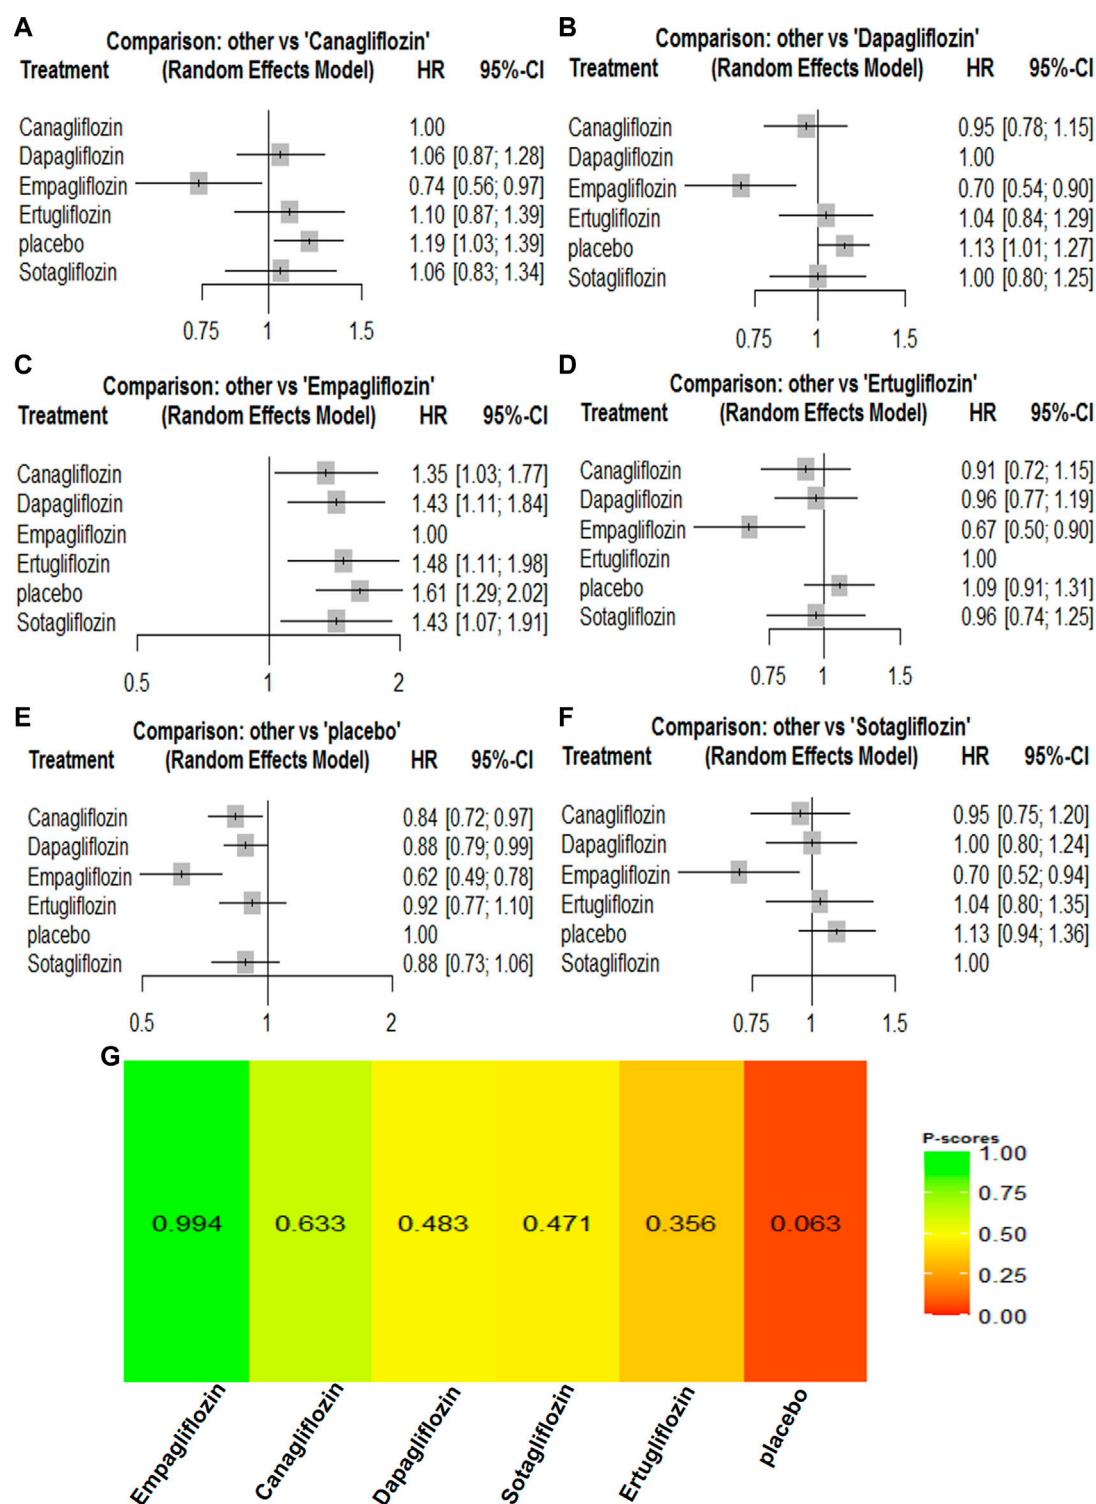 A
Comparison: other vs 'Canagliflozin'
Treatment (Random Effects Model) HR 95%-CI
Canagliflozin 1.00
Dapagliflozin 1.06 [0.87; 1.28]
Empagliflozin 0.74 [0.56; 0.97]
Ertugliflozin 1.10 [0.87; 1.39]
placebo 1.19 [1.03; 1.39]
Sotagliflozin 1.06 [0.83; 1.34]
0.75 1 1.5
B
Comparison: other vs 'Dapagliflozin'
Treatment (Random Effects Model) HR 95%-CI
Canagliflozin 0.95 [0.78; 1.15]
Dapagliflozin 1.00
Empagliflozin 0.70 [0.54; 0.90]
Ertugliflozin 1.04 [0.84; 1.29]
placebo 1.13 [1.01; 1.27]
Sotagliflozin 1.00 [0.80; 1.25]
0.75 1 1.5
C
Comparison: other vs 'Empagliflozin'
Treatment (Random Effects Model) HR 95%-CI
Canagliflozin 1.35 [1.03; 1.77]
Dapagliflozin 1.43 [1.11; 1.84]
Empagliflozin 1.00
Ertugliflozin 1.48 [1.11; 1.98]
placebo 1.61 [1.29; 2.02]
Sotagliflozin 1.43 [1.07; 1.91]
0.5 1 2
D
Comparison: other vs 'Ertugliflozin'
Treatment (Random Effects Model) HR 95%-CI
Canagliflozin 0.91 [0.72; 1.15]
Dapagliflozin 0.96 [0.77; 1.19]
Empagliflozin 0.67 [0.50; 0.90]
Ertugliflozin 1.00
placebo 1.09 [0.91; 1.31]
Sotagliflozin 0.96 [0.74; 1.25]
0.75 1 1.5
E
Comparison: other vs 'placebo'
Treatment (Random Effects Model) HR 95%-CI
Canagliflozin 0.84 [0.72; 0.97]
Dapagliflozin 0.88 [0.79; 0.99]
Empagliflozin 0.62 [0.49; 0.78]
Ertugliflozin 0.92 [0.77; 1.10]
placebo 1.00
Sotagliflozin 0.88 [0.73; 1.06]
0.5 1 2
F
Comparison: other vs 'Sotagliflozin'
Treatment (Random Effects Model) HR 95%-CI
Canagliflozin 0.95 [0.75; 1.20]
Dapagliflozin 1.00 [0.80; 1.24]
Empagliflozin 0.70 [0.52; 0.94]
Ertugliflozin 1.04 [0.80; 1.35]
placebo 1.13 [0.94; 1.36]
Sotagliflozin 1.00
0.75 1 1.5
G
0.994 0.633 0.483 0.471 0.356 0.063
Empagliflozin Canagliflozin Dapagliflozin Sotagliflozin Ertugliflozin placebo
P-scores
1.00
0.75
0.50
0.25
0.00